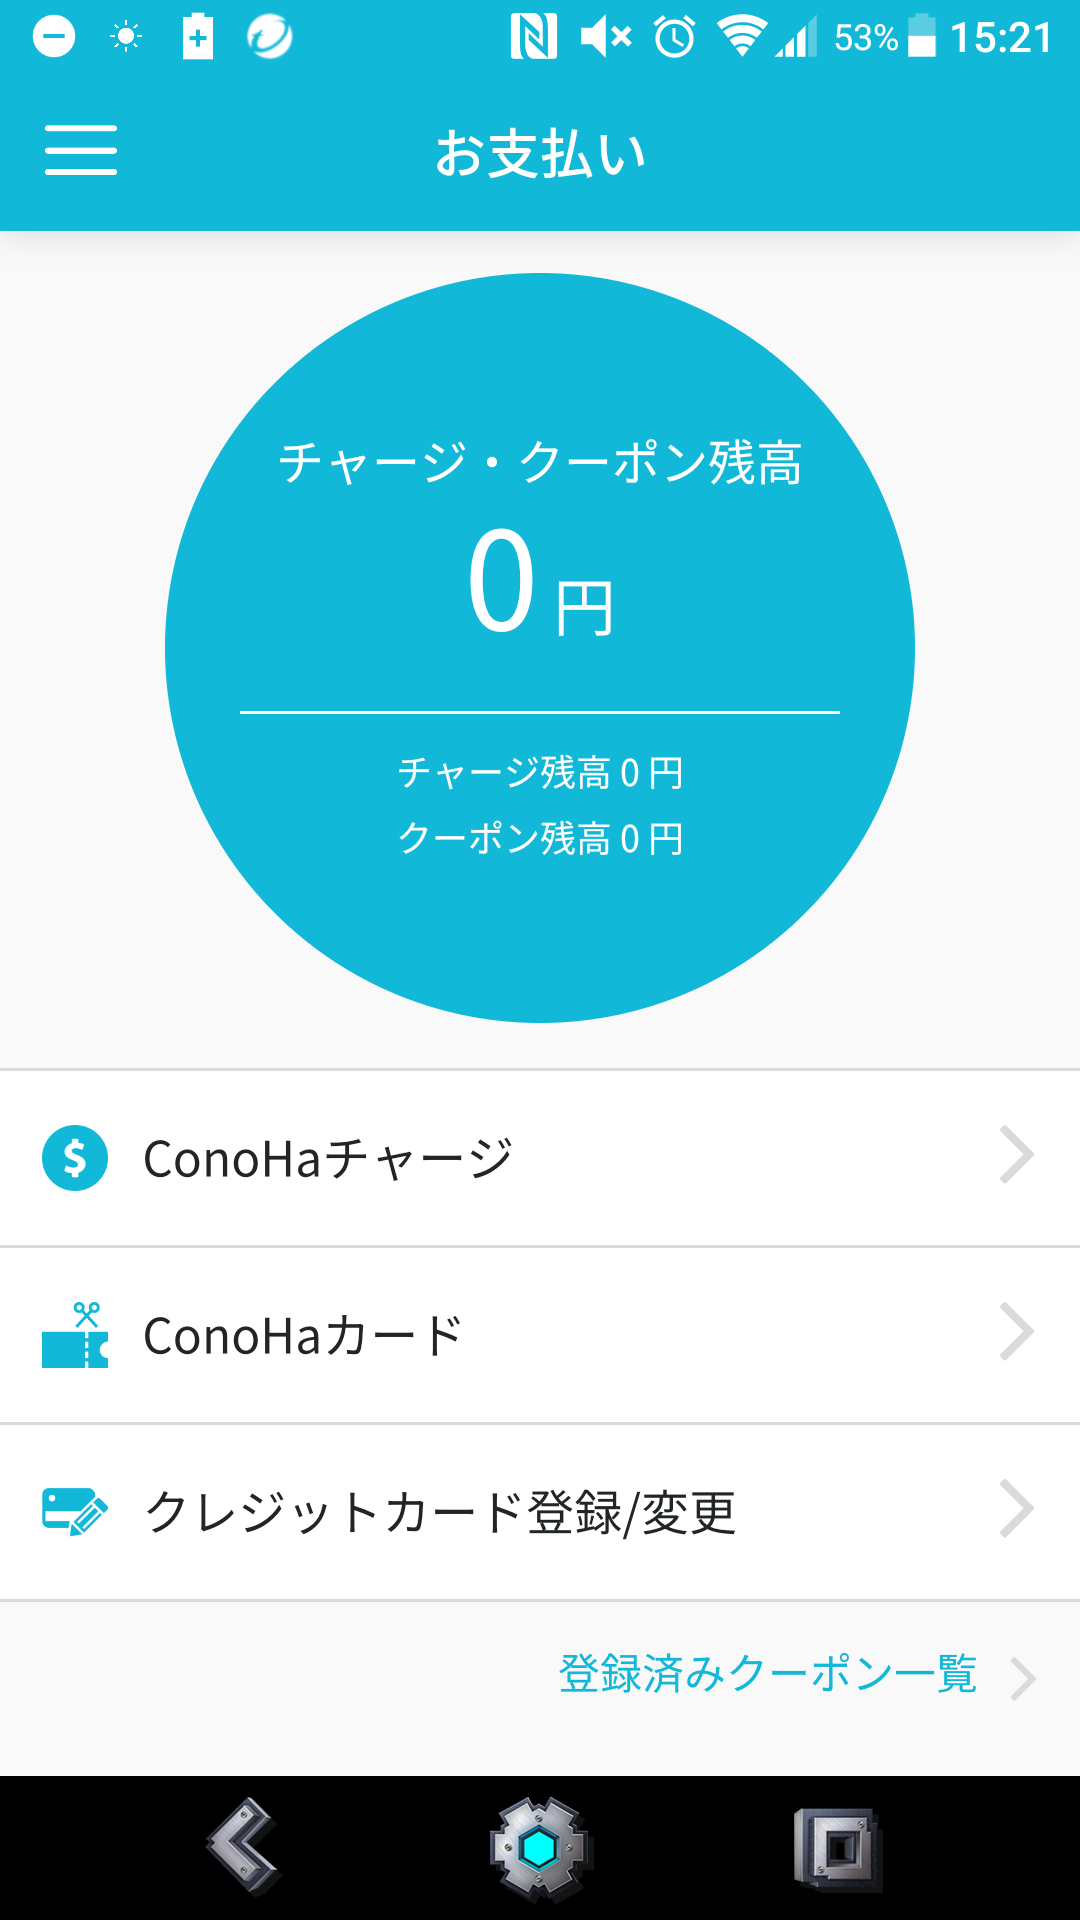 53% 15:21
お支払い
チャージ・クーポン残高
0 円
チャージ残高 0 円
クーポン残高 0 円
ConoHaチャージ
ConoHaカード
クレジットカード登録/変更
登録済みクーポン一覧